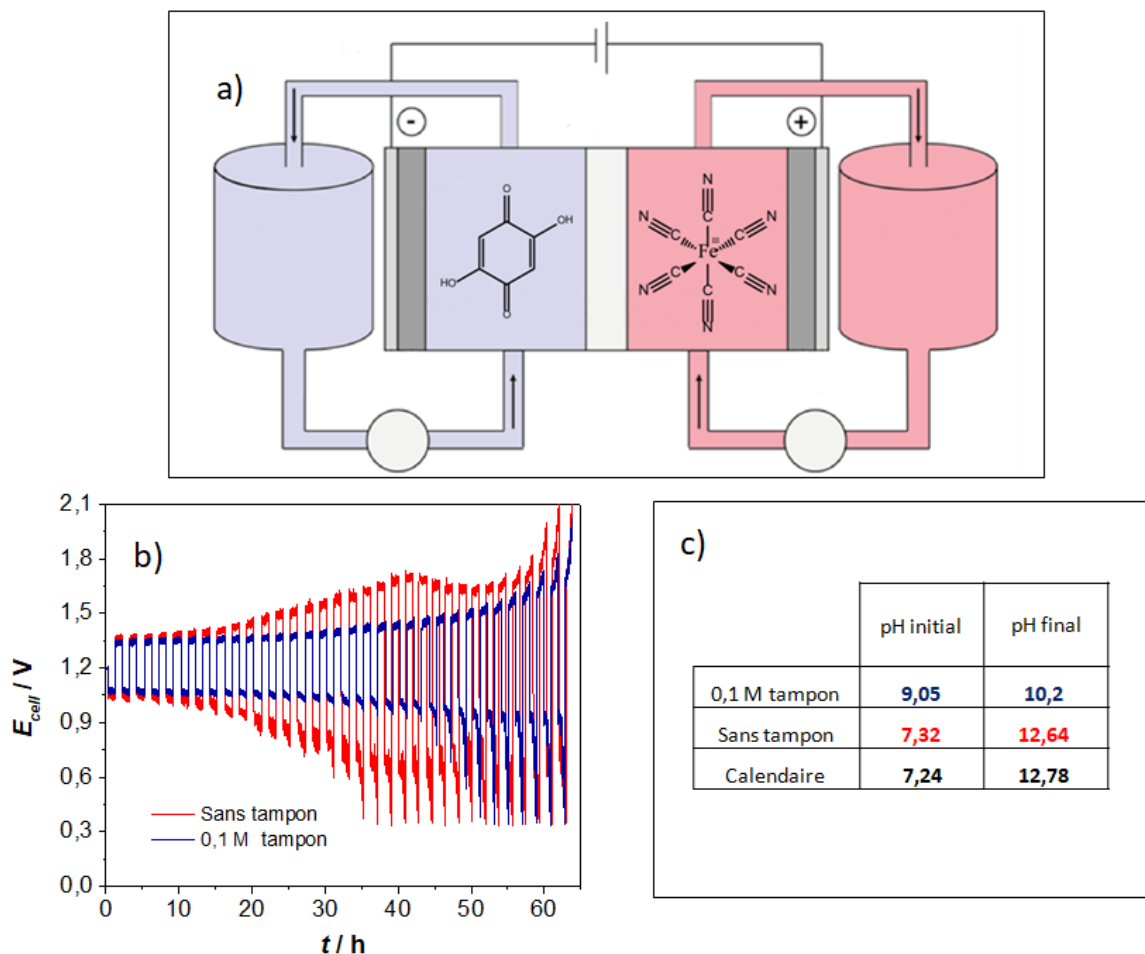 a)
-
+
O
OH
HO
O
N
C
N
C
C
N
Fe
III
N
C
C
N
C
N
b)
E_cell / V
2,1
1,8
1,5
1,2
0,9
0,6
0,3
0,0
Sans tampon
0,1 M tampon
0 10 20 30 40 50 60
t / h
c)
pH initial pH final
0,1 M tampon 9,05 10,2
Sans tampon 7,32 12,64
Calendaire 7,24 12,78